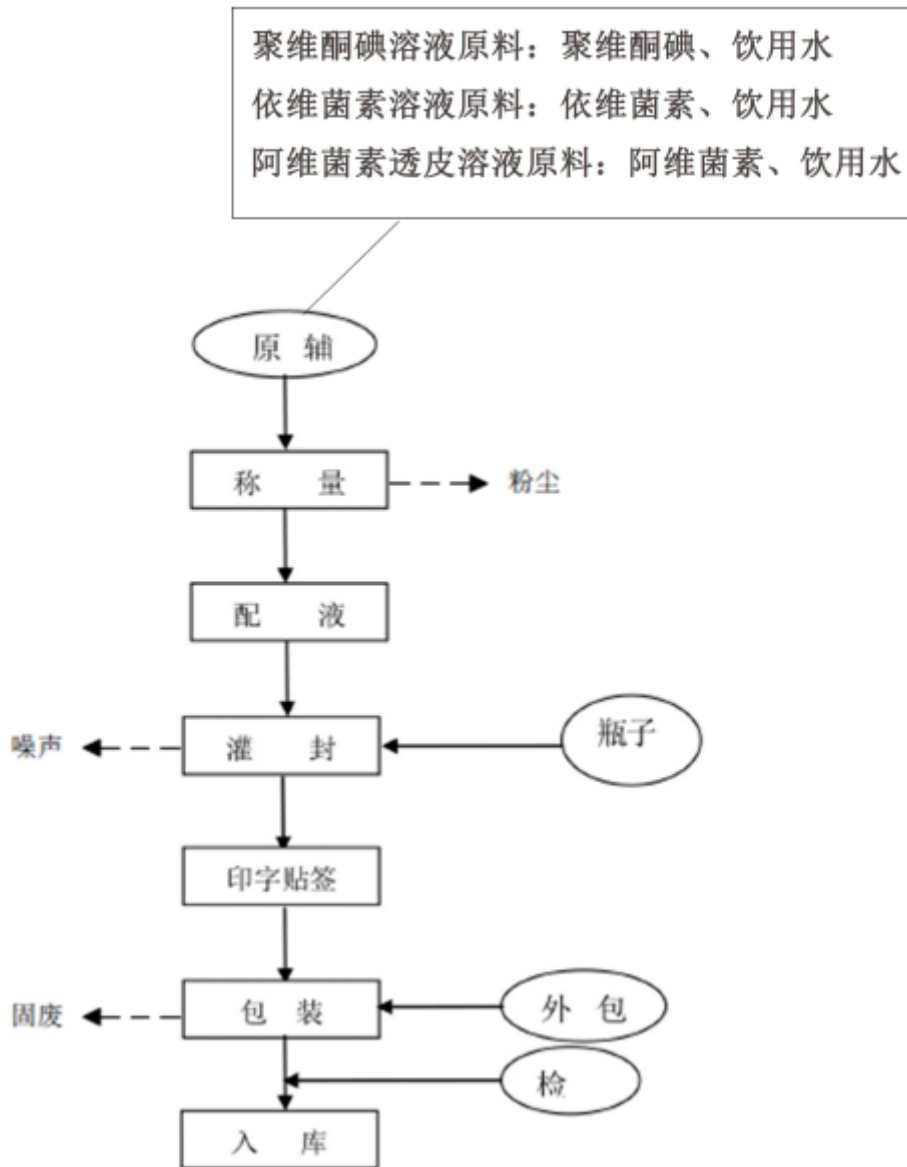 聚维酮碘溶液原料：聚维酮碘、饮用水
依维菌素溶液原料：依维菌素、饮用水
阿维菌素透皮溶液原料：阿维菌素、饮用水
原 辅
称 量
粉尘
配 液
噪声
灌 封
瓶子
印字贴签
固废
包 装
外 包
检
入 库